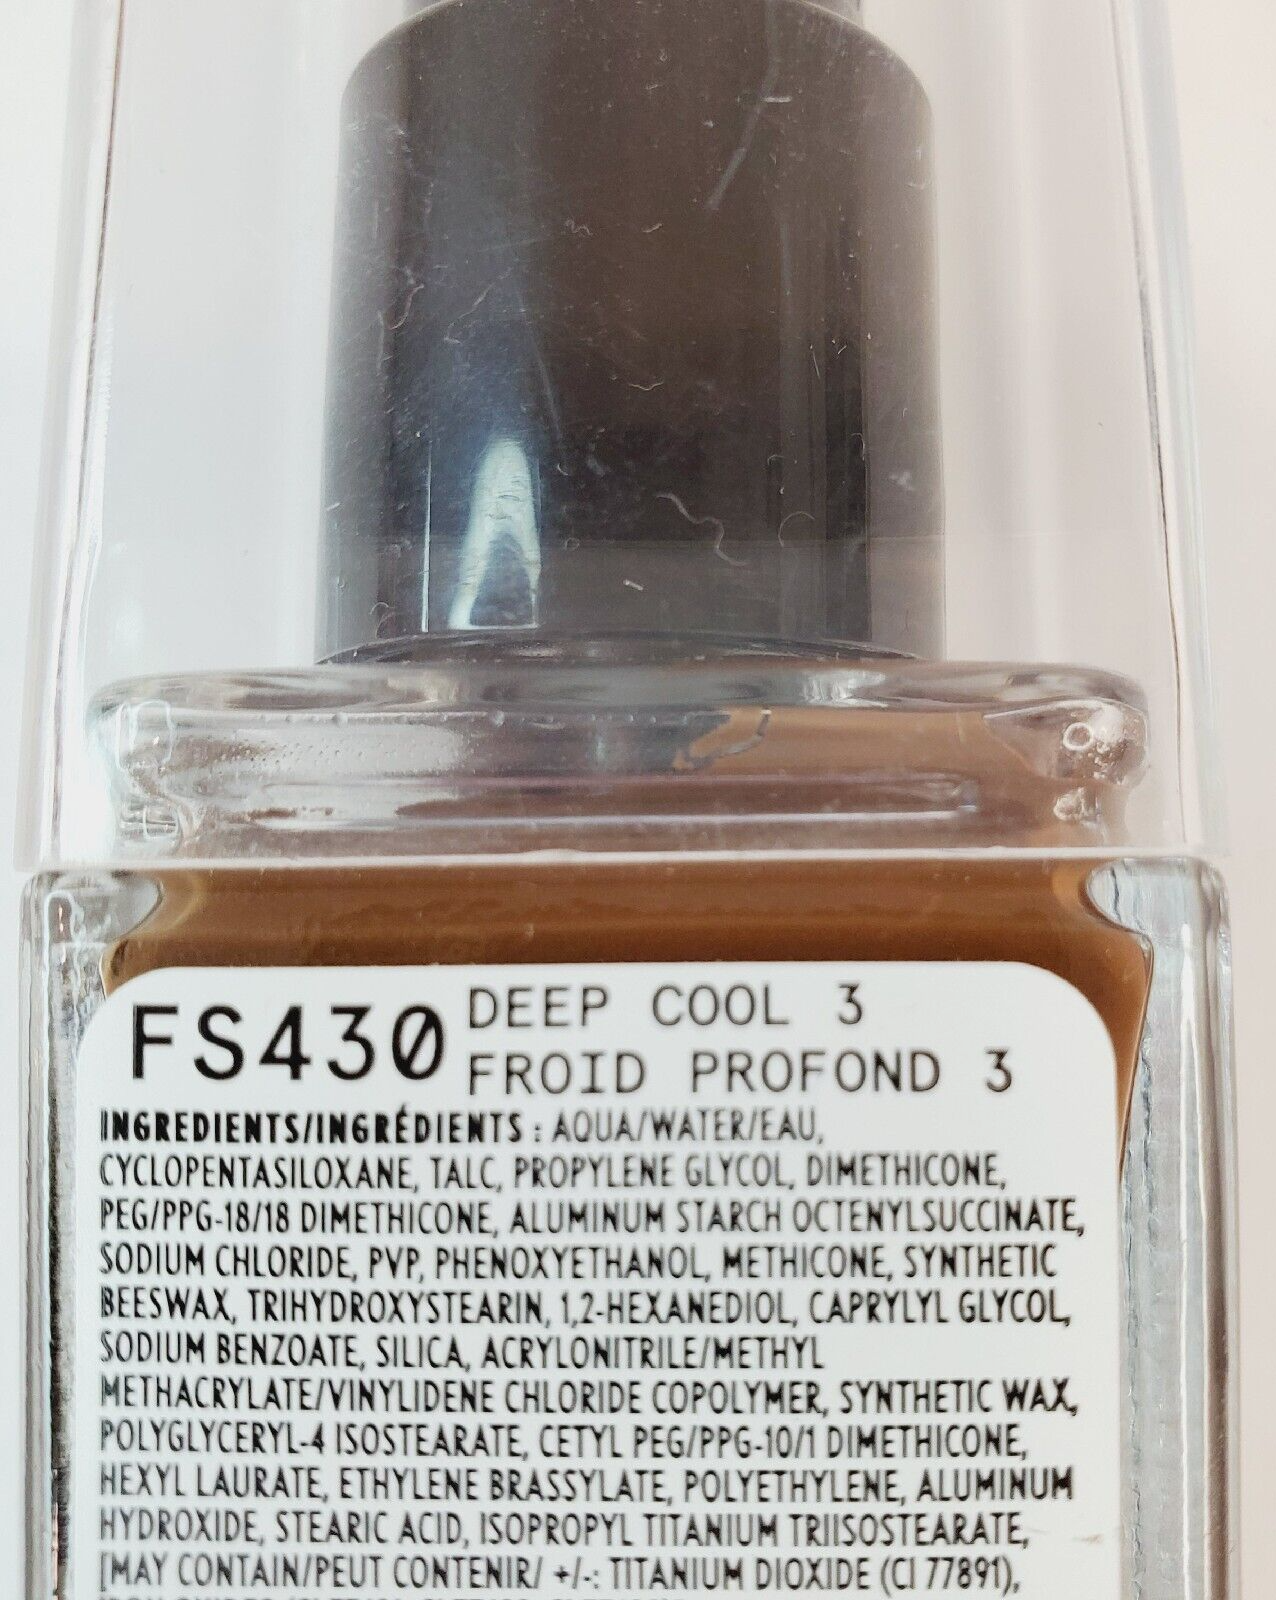 FS430
DEEP COOL 3
FROID PROFOND 3
INGREDIENTS/INGRÉDIENTS : AQUA/WATER/EAU,
CYCLOPENTASILOXANE, TALC, PROPYLENE GLYCOL, DIMETHICONE,
PEG/PPG-18/18 DIMETHICONE, ALUMINUM STARCH OCTENYLSUCCINATE,
SODIUM CHLORIDE, PVP, PHENOXYETHANOL, METHICONE, SYNTHETIC
BEESWAX, TRIHYDROXYSTEARIN, 1,2-HEXANEDIOL, CAPRYLYL GLYCOL,
SODIUM BENZOATE, SILICA, ACRYLONITRILE/METHYL
METHACRYLATE/VINYLIDENE CHLORIDE COPOLYMER, SYNTHETIC WAX,
POLYGLYCERYL-4 ISOSTEARATE, CETYL PEG/PPG-10/1 DIMETHICONE,
HEXYL LAURATE, ETHYLENE BRASSYLATE, POLYETHYLENE, ALUMINUM
HYDROXIDE, STEARIC ACID, ISOPROPYL TITANIUM TRIISOSTEARATE,
[MAY CONTAIN/PEUT CONTENIR/ +/-: TITANIUM DIOXIDE (CI 77891),